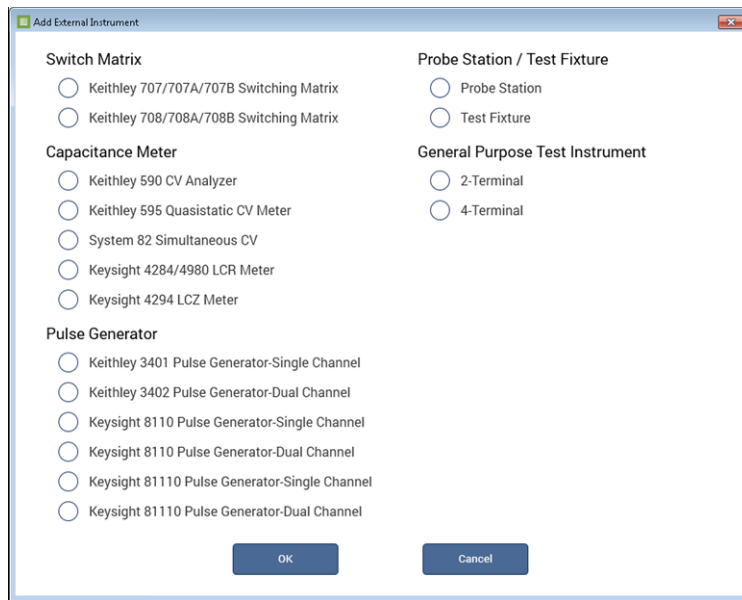 Add External Instrument
Switch Matrix
Keithley 707/707A/707B Switching Matrix
Keithley 708/708A/708B Switching Matrix
Capacitance Meter
Keithley 590 CV Analyzer
Keithley 595 Quasistatic CV Meter
System 82 Simultaneous CV
Keysight 4284/4980 LCR Meter
Keysight 4294 LCZ Meter
Pulse Generator
Keithley 3401 Pulse Generator-Single Channel
Keithley 3402 Pulse Generator-Dual Channel
Keysight 8110 Pulse Generator-Single Channel
Keysight 8110 Pulse Generator-Dual Channel
Keysight 81110 Pulse Generator-Single Channel
Keysight 81110 Pulse Generator-Dual Channel
Probe Station / Test Fixture
Probe Station
Test Fixture
General Purpose Test Instrument
2-Terminal
4-Terminal
OK
Cancel